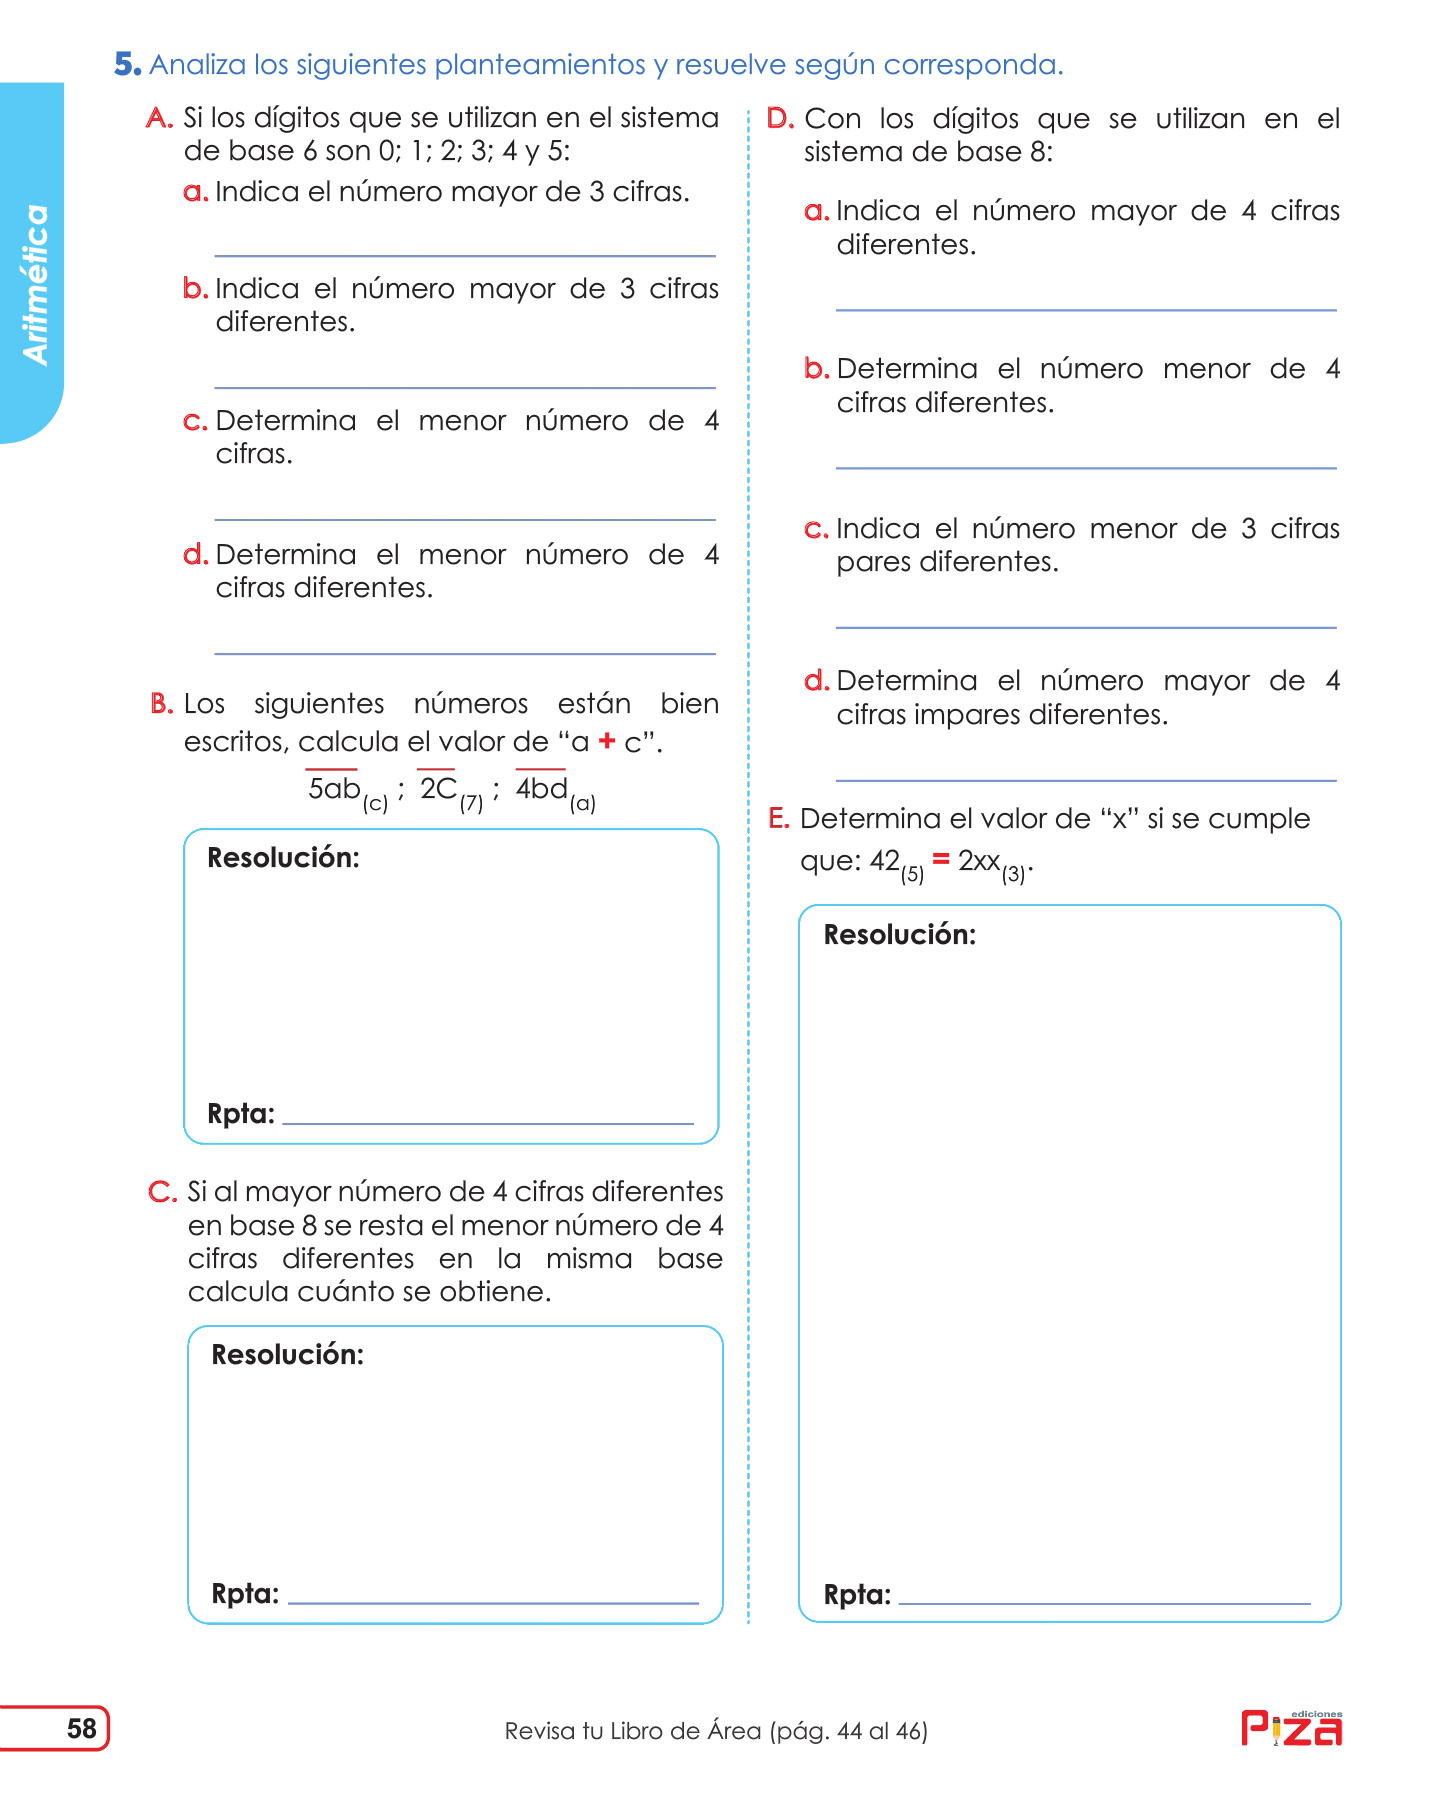 5. Analiza los siguientes planteamientos y resuelve según corresponda.
Aritmética
A. Si los dígitos que se utilizan en el sistema
de base 6 son 0; 1; 2; 3; 4 y 5:
a. Indica el número mayor de 3 cifras.
b. Indica el número mayor de 3 cifras
diferentes.
c. Determina el menor número de 4
cifras.
d. Determina el menor número de 4
cifras diferentes.
B. Los siguientes números están bien
escritos, calcula el valor de “a + c”.
5ab(c) ; 2C(7) ; 4bd(a)
Resolución:
Rpta:
C. Si al mayor número de 4 cifras diferentes
en base 8 se resta el menor número de 4
cifras diferentes en la misma base
calcula cuánto se obtiene.
Resolución:
Rpta:
D. Con los dígitos que se utilizan en el
sistema de base 8:
a. Indica el número mayor de 4 cifras
diferentes.
b. Determina el número menor de 4
cifras diferentes.
c. Indica el número menor de 3 cifras
pares diferentes.
d. Determina el número mayor de 4
cifras impares diferentes.
E. Determina el valor de “x” si se cumple
que: 42(5) = 2xx(3).
Resolución:
Rpta:
58
Revisa tu Libro de Área (pág. 44 al 46)
ediciones
Piza